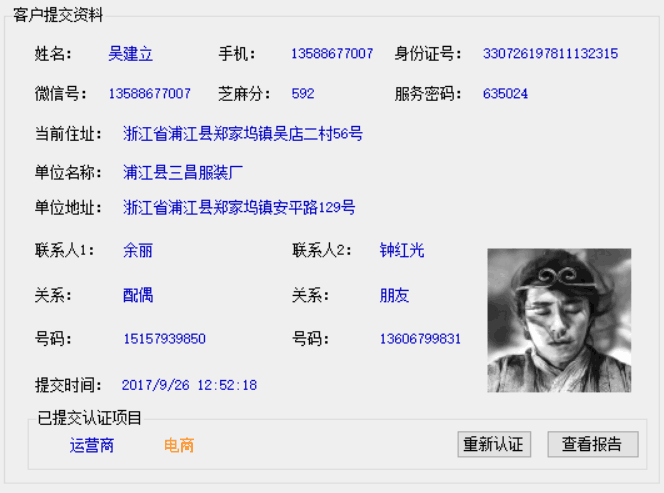 客户提交资料
姓名： 吴建立 手机： 13588677007 身份证号： 330726197811132315
微信号： 13588677007 芝麻分： 592 服务密码： 635024
当前住址： 浙江省浦江县郑家坞镇吴店二村56号
单位名称： 浦江县三昌服装厂
单位地址： 浙江省浦江县郑家坞镇安平路129号
联系人1： 余丽 联系人2： 钟红光
关系： 配偶 关系： 朋友
号码： 15157939850 号码： 13606799831
提交时间： 2017/9/26 12:52:18
已提交认证项目
运营商 电商 重新认证 查看报告